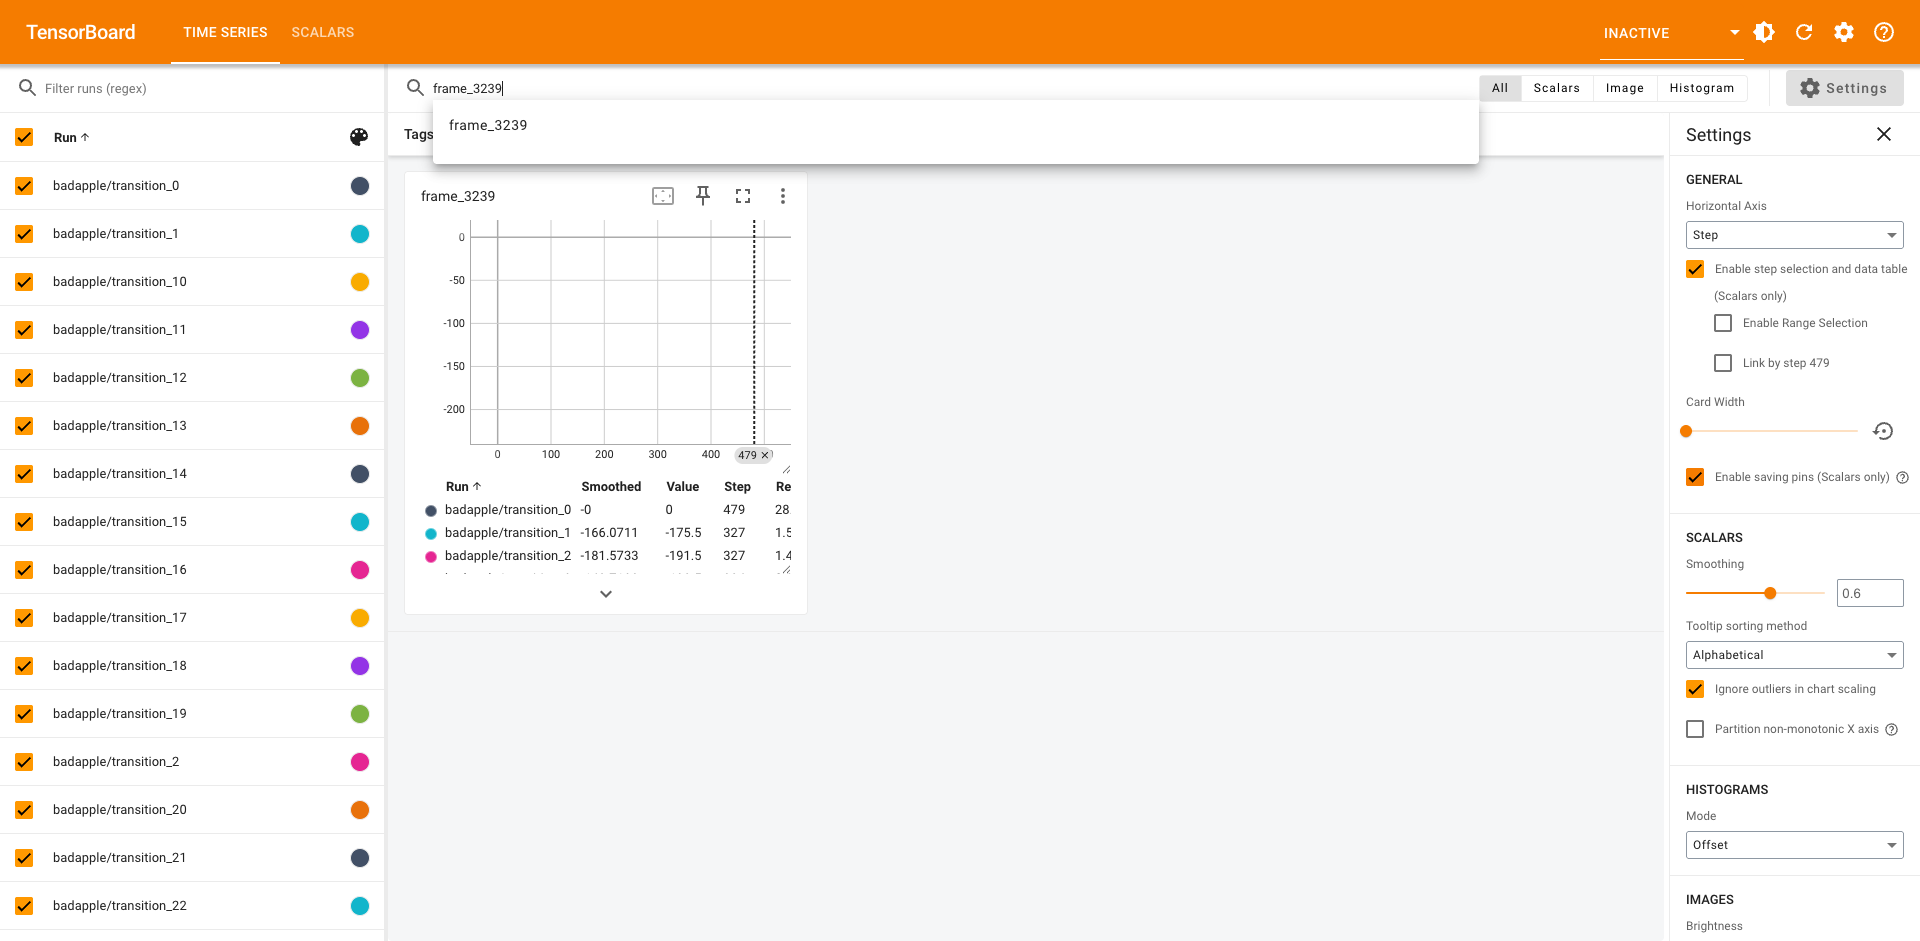 TensorBoard
TIME SERIES
SCALARS
INACTIVE
Filter runs (regex)
Run
badapple/transition_0
badapple/transition_1
badapple/transition_10
badapple/transition_11
badapple/transition_12
badapple/transition_13
badapple/transition_14
badapple/transition_15
badapple/transition_16
badapple/transition_17
badapple/transition_18
badapple/transition_19
badapple/transition_2
badapple/transition_20
badapple/transition_21
badapple/transition_22
frame_3239
All Scalars Image Histogram
Settings
frame_3239
Tags
frame_3239
0
-50
-100
-150
-200
0 100 200 300 400 479
Run Smoothed Value Step Re
badapple/transition_0 -0 0 479 28.
badapple/transition_1 -166.0711 -175.5 327 1.5
badapple/transition_2 -181.5733 -191.5 327 1.4
Settings
GENERAL
Horizontal Axis
Step
Enable step selection and data table
(Scalars only)
Enable Range Selection
Link by step 479
Card Width
Enable saving pins (Scalars only)
SCALARS
Smoothing
0.6
Tooltip sorting method
Alphabetical
Ignore outliers in chart scaling
Partition non-monotonic X axis
HISTOGRAMS
Mode
Offset
IMAGES
Brightness